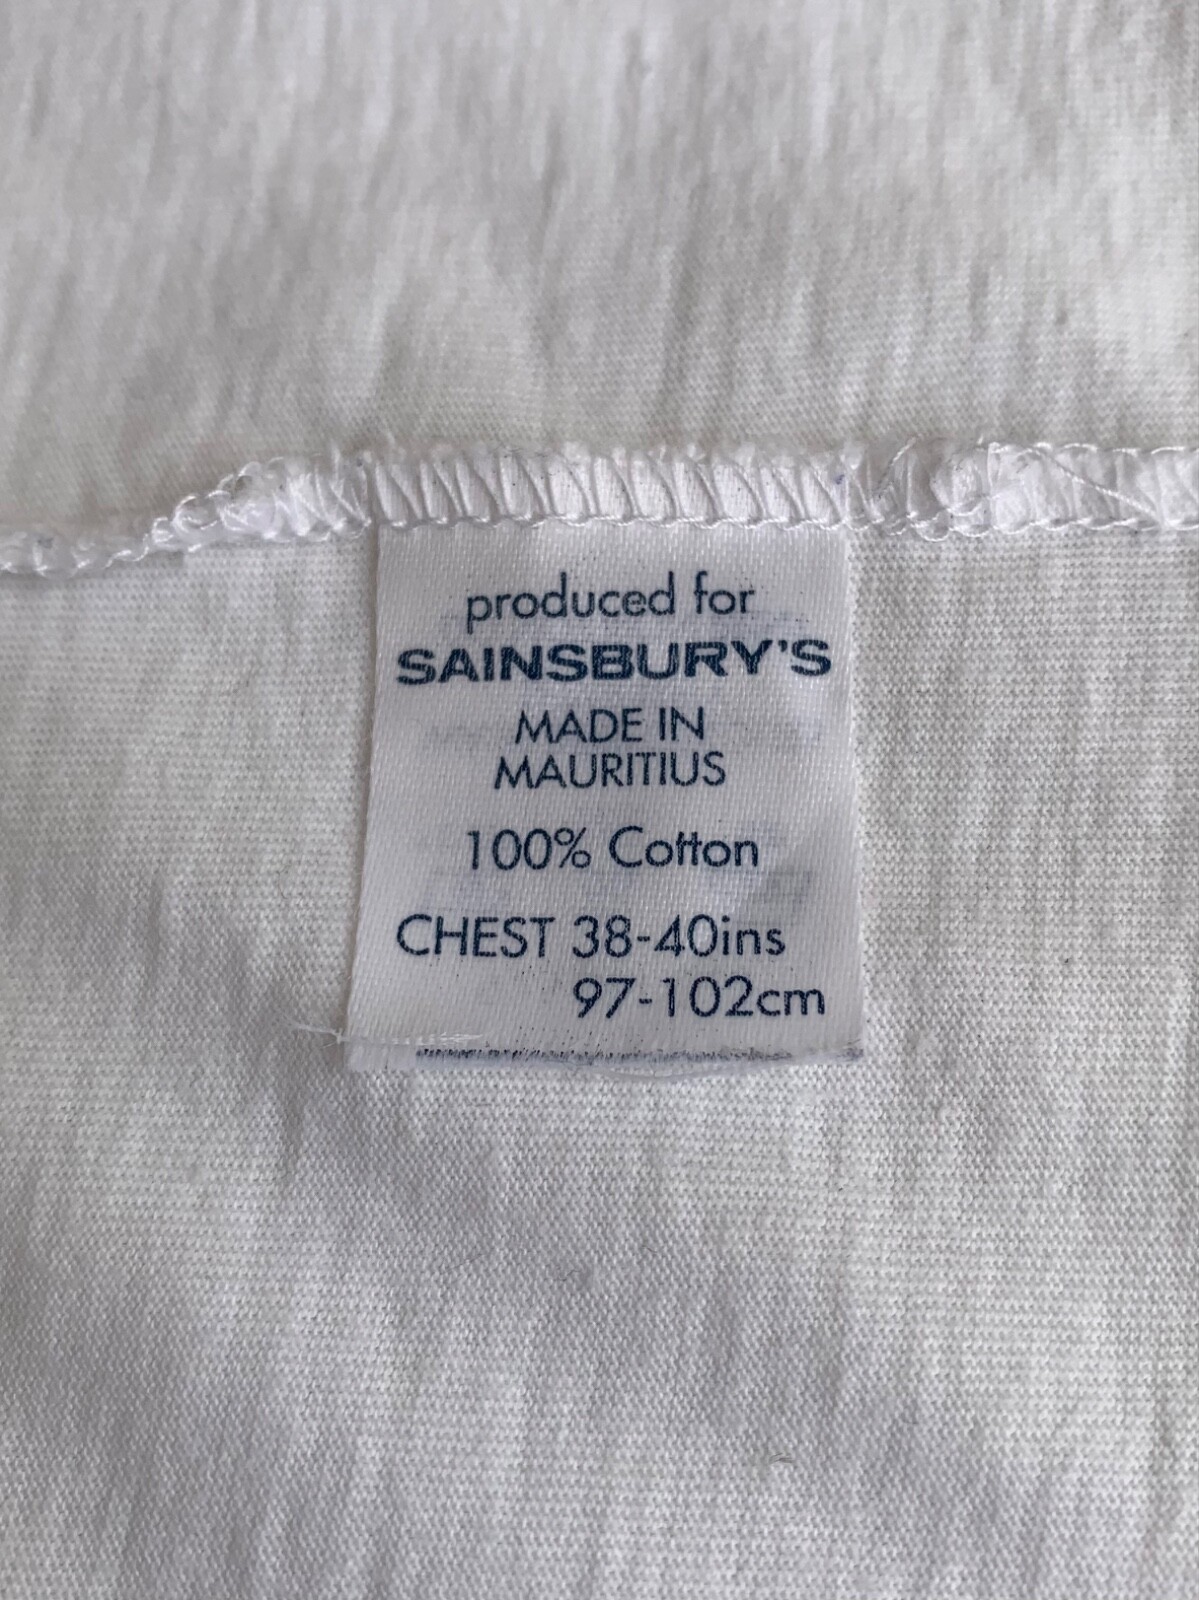 produced for
SAINSBURY'S
MADE IN
MAURITIUS
100% Cotton
CHEST 38-40ins
97-102cm